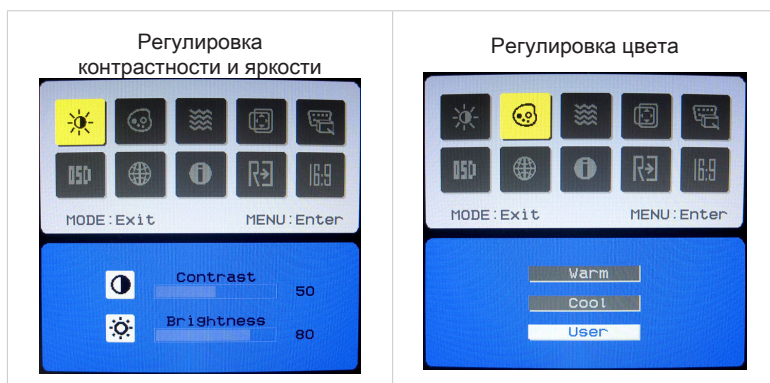 Регулировка
контрастности и яркости
OSD
i
R
16:9
MODE:Exit
MENU:Enter
Contrast
50
Brightness
80
Регулировка цвета
OSD
i
R
16:9
MODE:Exit
MENU:Enter
Warm
Cool
User